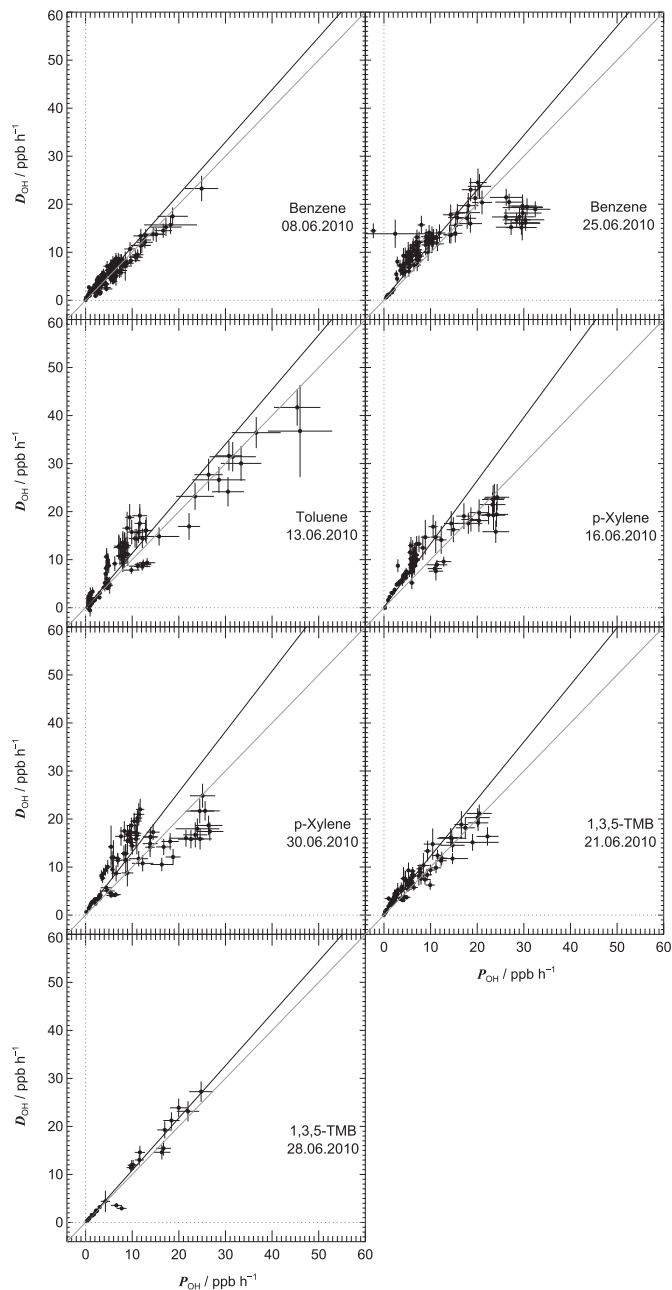 60
50
40
30
20
10
0
D_OH / ppb h⁻¹
Benzene
08.06.2010
Benzene
25.06.2010
60
50
40
30
20
10
0
D_OH / ppb h⁻¹
Toluene
13.06.2010
p-Xylene
16.06.2010
60
50
40
30
20
10
0
D_OH / ppb h⁻¹
p-Xylene
30.06.2010
1,3,5-TMB
21.06.2010
0 10 20 30 40 50 60
P_OH / ppb h⁻¹
60
50
40
30
20
10
0
D_OH / ppb h⁻¹
1,3,5-TMB
28.06.2010
0 10 20 30 40 50 60
P_OH / ppb h⁻¹